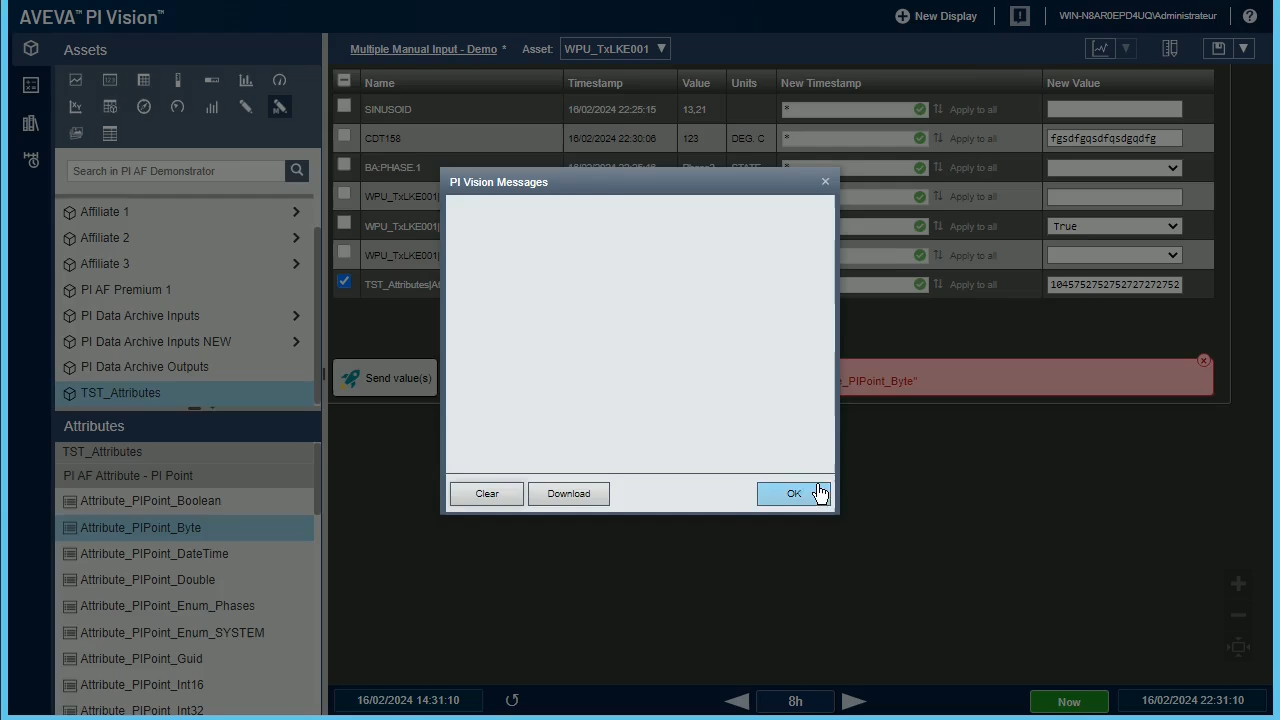 AVEVA™ PI Vision™
New Display
WIN-N8AR0EPD4UQ\Administrateur
Assets
Multiple Manual Input - Demo *
Asset: WPU_TxLKE001
Name Timestamp Value Units New Timestamp New Value
SINUSOID 16/02/2024 22:25:15 13,21 * Apply to all
CDT158 16/02/2024 22:30:06 123 DEG. C * Apply to all fgsdfgqsdfqsdgqdfg
BA:PHASE.1 * Apply to all
WPU_TxLKE001| Apply to all
WPU_TxLKE001| Apply to all True
WPU_TxLKE001| Apply to all
TST_Attributes| Apply to all 1045752752752727272752
Search in PI AF Demonstrator
Affiliate 1
Affiliate 2
Affiliate 3
PI AF Premium 1
PI Data Archive Inputs
PI Data Archive Inputs NEW
PI Data Archive Outputs
TST_Attributes
Send value(s)
_PIPoint_Byte"
PI Vision Messages
Clear
Download
OK
Attributes
TST_Attributes
PI AF Attribute - PI Point
Attribute_PIPoint_Boolean
Attribute_PIPoint_Byte
Attribute_PIPoint_DateTime
Attribute_PIPoint_Double
Attribute_PIPoint_Enum_Phases
Attribute_PIPoint_Enum_SYSTEM
Attribute_PIPoint_Guid
Attribute_PIPoint_Int16
Attribute_PIPoint_Int32
16/02/2024 14:31:10
8h
Now
16/02/2024 22:31:10